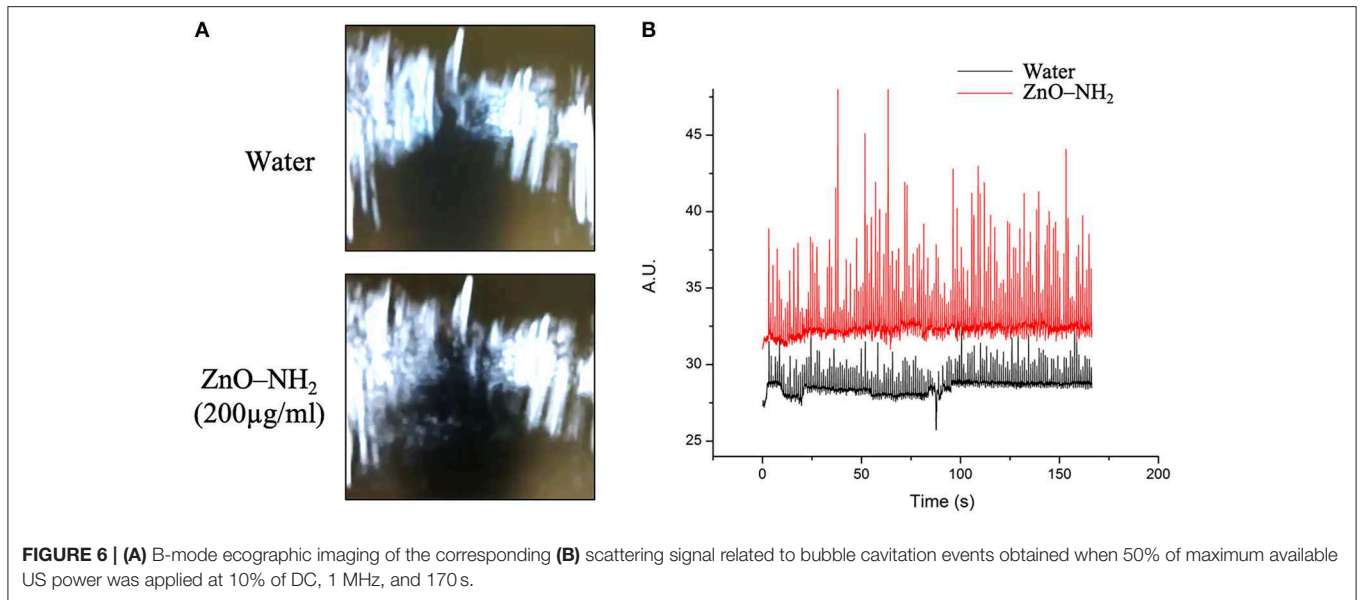 A
B
Water
ZnO–NH₂
(200µg/ml)
Water
ZnO–NH₂
45
40
35
30
25
A.U.
0
50
100
150
200
Time (s)
FIGURE 6 | (A) B-mode ecographic imaging of the corresponding (B) scattering signal related to bubble cavitation events obtained when 50% of maximum available
US power was applied at 10% of DC, 1 MHz, and 170 s.